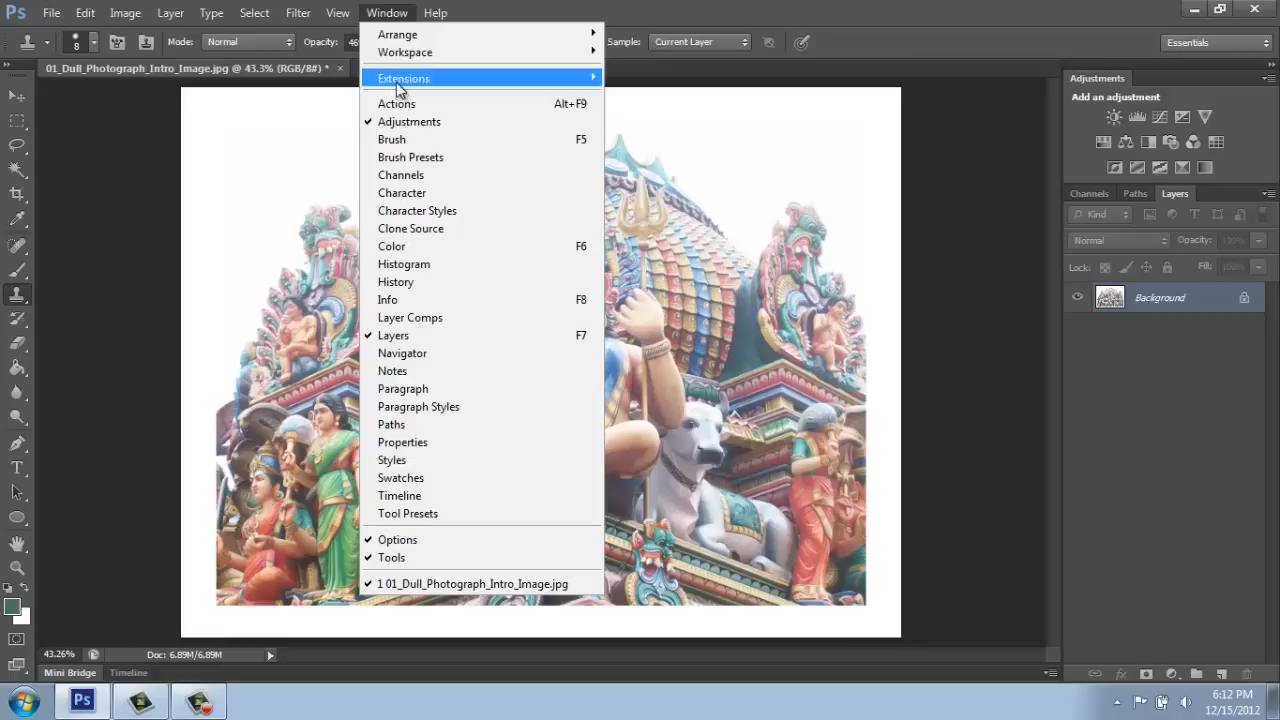 Ps File Edit Image Layer Type Select Filter View Window Help
8 Mode: Normal Opacity: Sample: Current Layer Essentials
01_Dull_Photograph_Intro_Image.jpg @ 43.3% (RGB/8#) * ×
Arrange
Workspace
Extensions
Actions Alt+F9
Adjustments
Brush F5
Brush Presets
Channels
Character
Character Styles
Clone Source
Color F6
Histogram
History
Info F8
Layer Comps
Layers F7
Navigator
Notes
Paragraph
Paragraph Styles
Paths
Properties
Styles
Swatches
Timeline
Tool Presets
Options
Tools
1 01_Dull_Photograph_Intro_Image.jpg
Adjustments
Add an adjustment
Channels Paths Layers
Kind
Normal Opacity: 100%
Lock: Fill: 100%
Background
43.26% Doc: 6.89M/6.89M
Mini Bridge Timeline
Ps
6:12 PM
12/15/2012